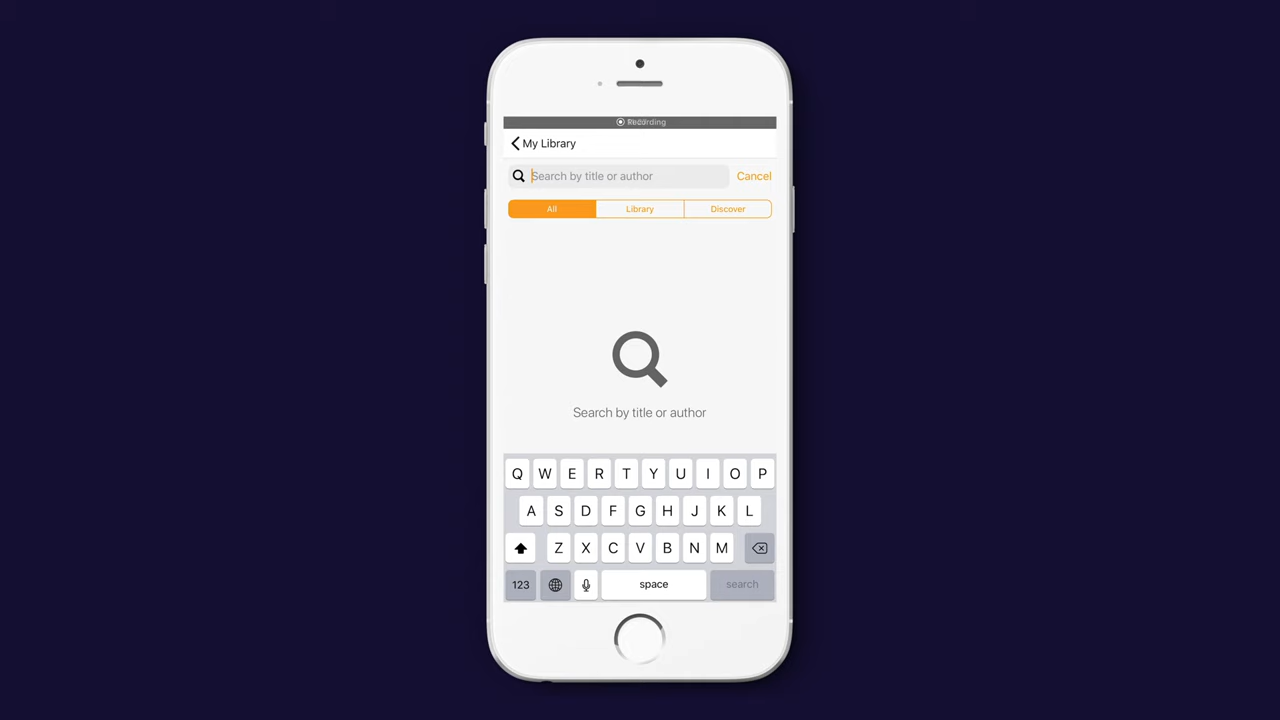 Recording
My Library
Search by title or author Cancel
All Library Discover
Search by title or author
Q W E R T Y U I O P
A S D F G H J K L
Z X C V B N M
123 space search